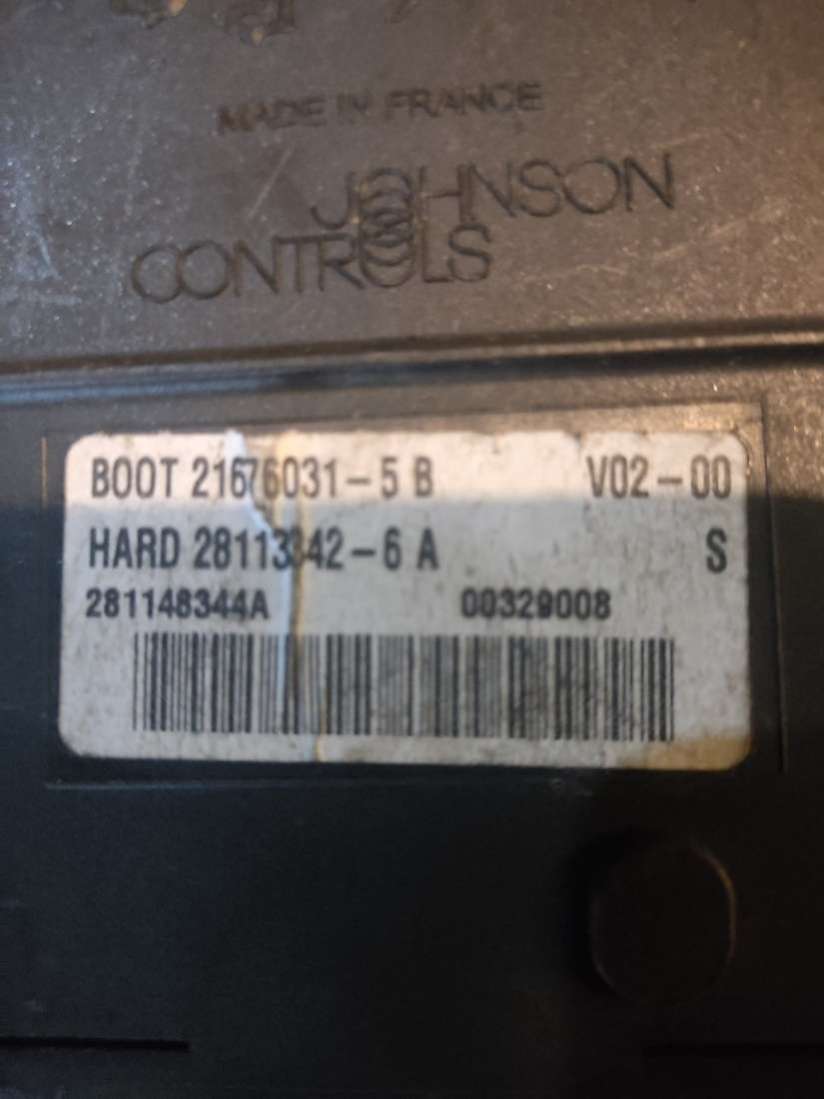 MADE IN FRANCE
JOHNSON
CONTROLS
BOOT 21676031-5 B V02-00
HARD 28113342-6 A S
281148344A 00329008